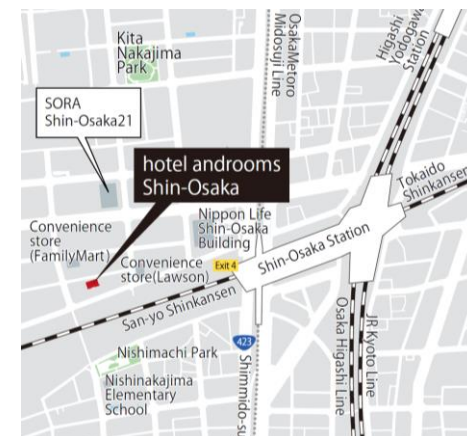 Kita
Nakajima
Park
OsakaMetoro
Midosuji Line
Higashi
Yodogawa
Station
SORA
Shin-Osaka21
hotel androoms
Shin-Osaka
Tokaido
Shinkansen
Nippon Life
Shin-Osaka
Building
Convenience
store
(FamilyMart)
Shin-Osaka Station
Exit 4
Convenience
store(Lawson)
San-yo Shinkansen
423
Shimmido-su
Nishimachi Park
Nishinakajima
Elementary
School
Osaka Higashi Line
JR Kyoto Line